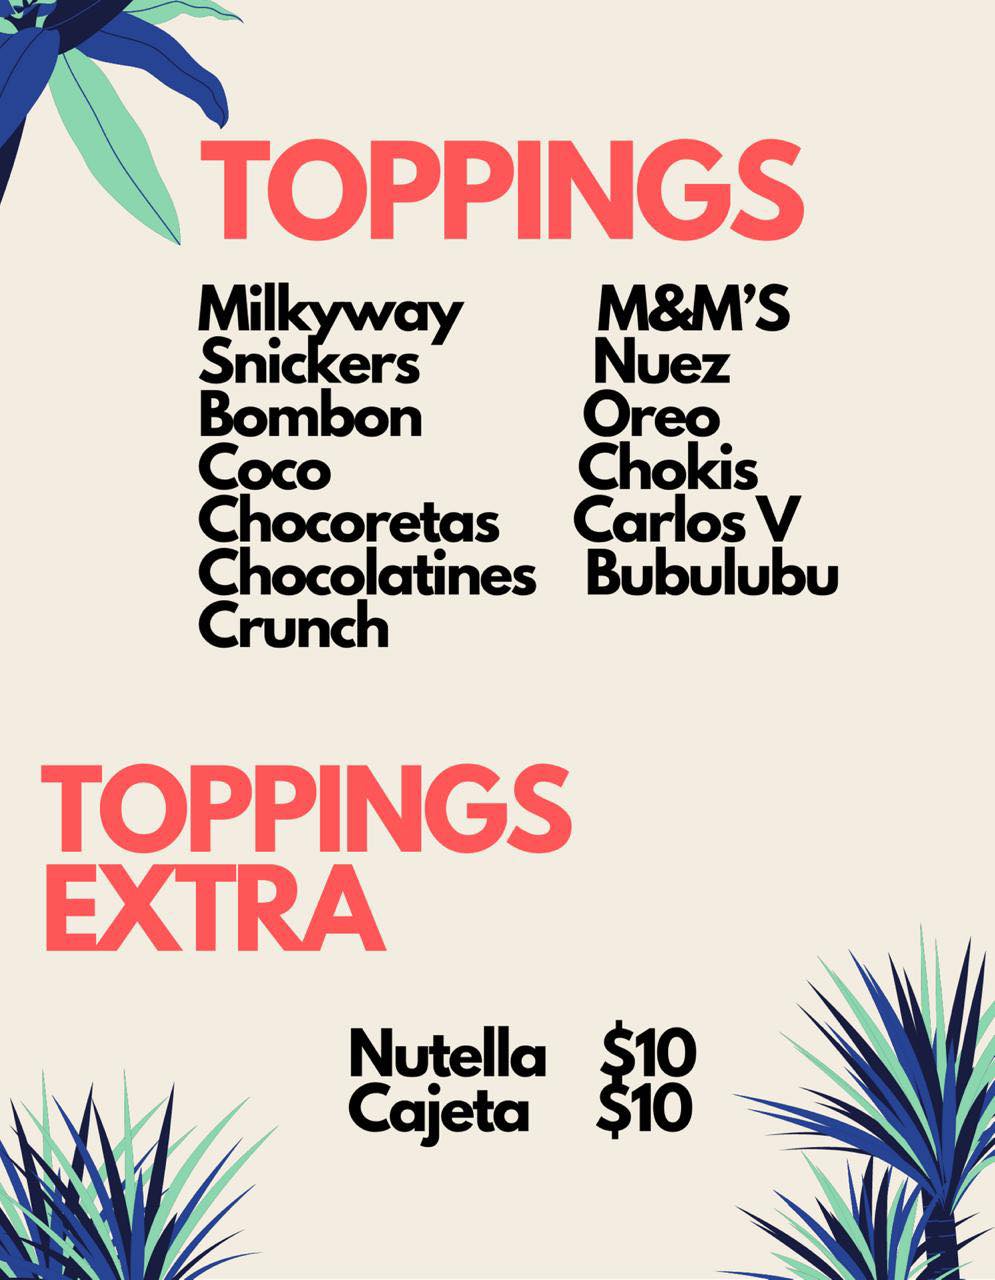 TOPPINGS
Milkyway M&M’S
Snickers Nuez
Bombon Oreo
Coco Chokis
Chocoretas Carlos V
Chocolatines Bubulubu
Crunch
TOPPINGS
EXTRA
Nutella $10
Cajeta $10